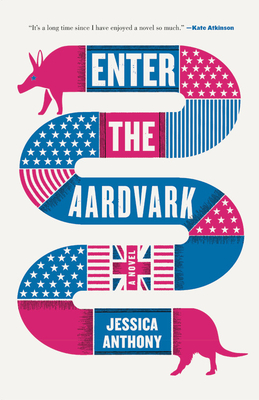 “It’s a long time since I have enjoyed a novel so much.” —Kate Atkinson
ENTER
THE
AARDVARK
A NOVEL
JESSICA
ANTHONY